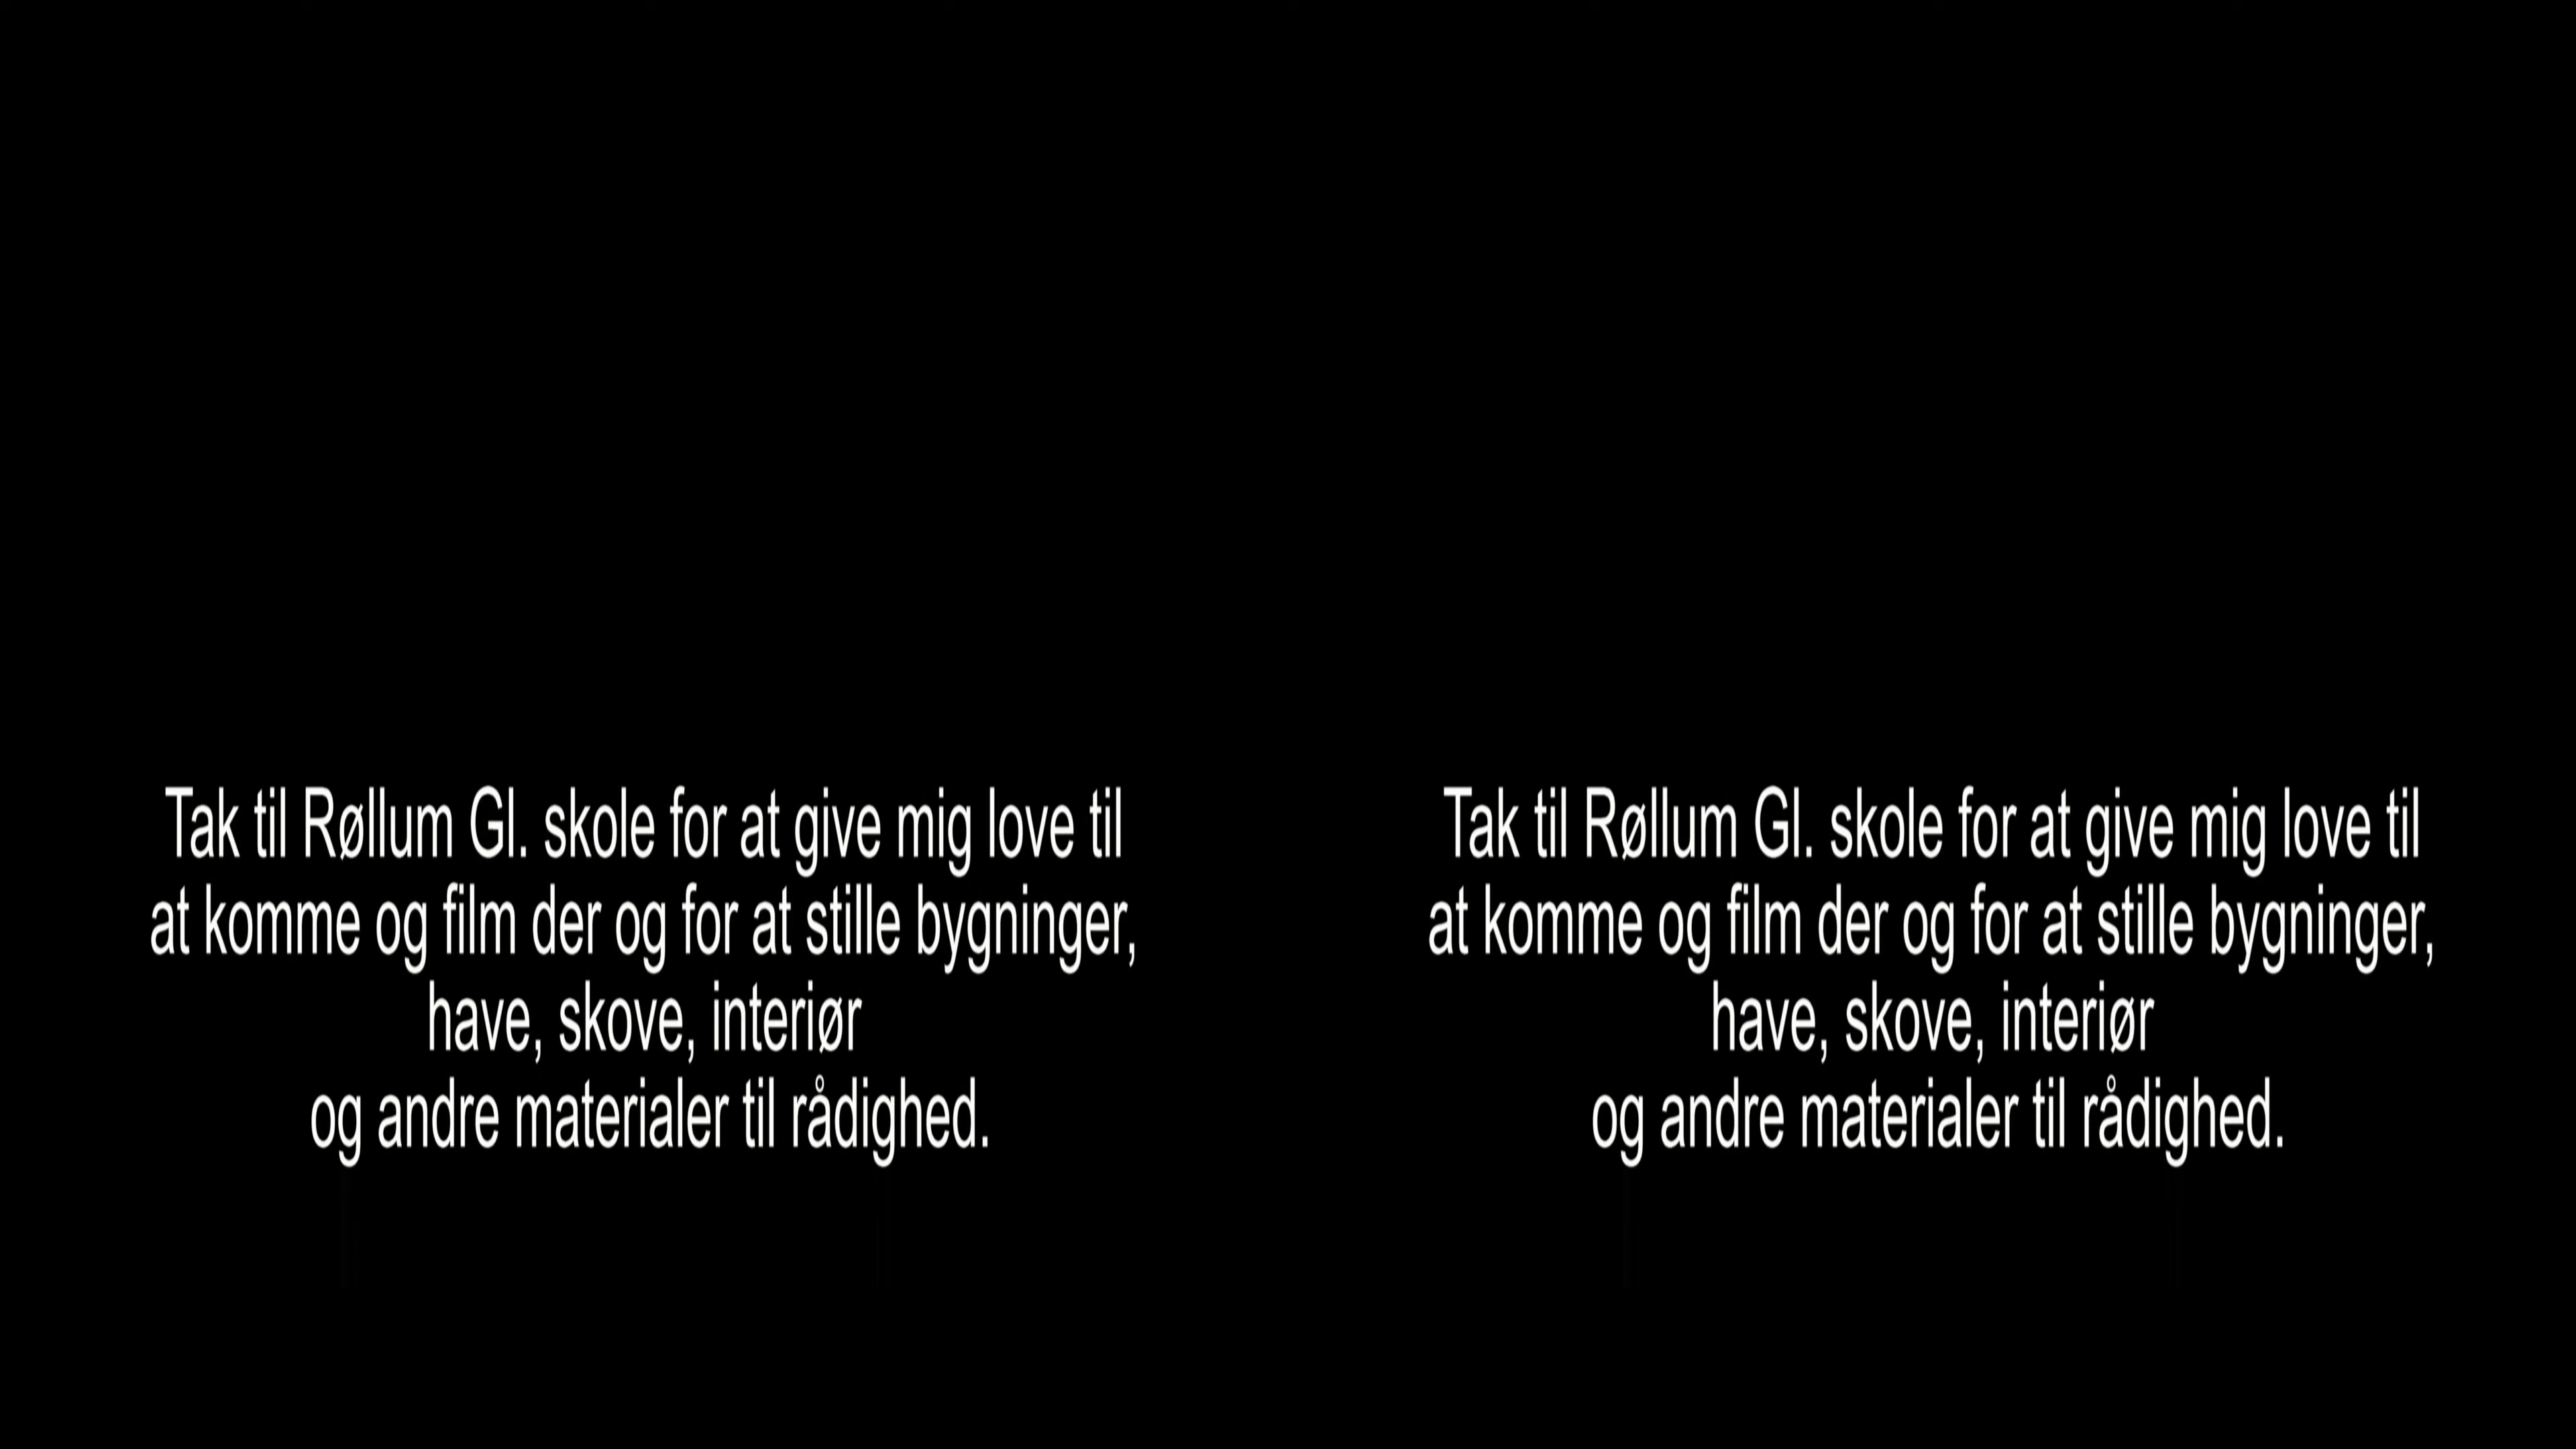 Tak til Røllum Gl. skole for at give mig love til
at komme og film der og for at stille bygninger,
have, skove, interiør
og andre materialer til rådighed.
Tak til Røllum Gl. skole for at give mig love til
at komme og film der og for at stille bygninger,
have, skove, interiør
og andre materialer til rådighed.